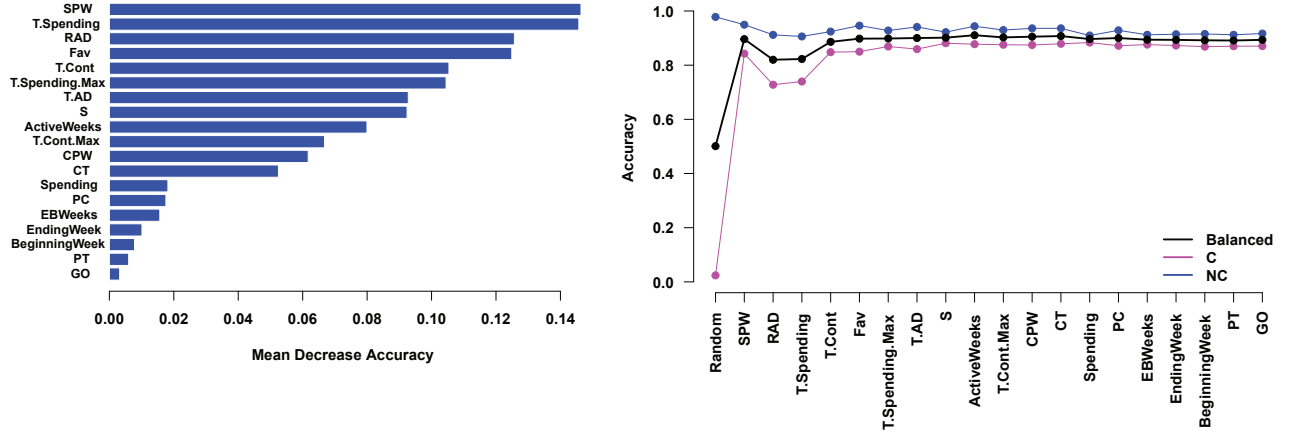 SPW
T.Spending
RAD
Fav
T.Cont
T.Spending.Max
T.AD
S
ActiveWeeks
T.Cont.Max
CPW
CT
Spending
PC
EBWeeks
EndingWeek
BeginningWeek
PT
GO
0.00 0.02 0.04 0.06 0.08 0.10 0.12 0.14
Mean Decrease Accuracy
1.0
0.8
0.6
0.4
0.2
0.0
Accuracy
Balanced
C
NC
Random
SPW
RAD
T.Spending
T.Cont
Fav
T.Spending.Max
T.AD
S
ActiveWeeks
T.Cont.Max
CPW
CT
Spending
PC
EBWeeks
EndingWeek
BeginningWeek
PT
GO